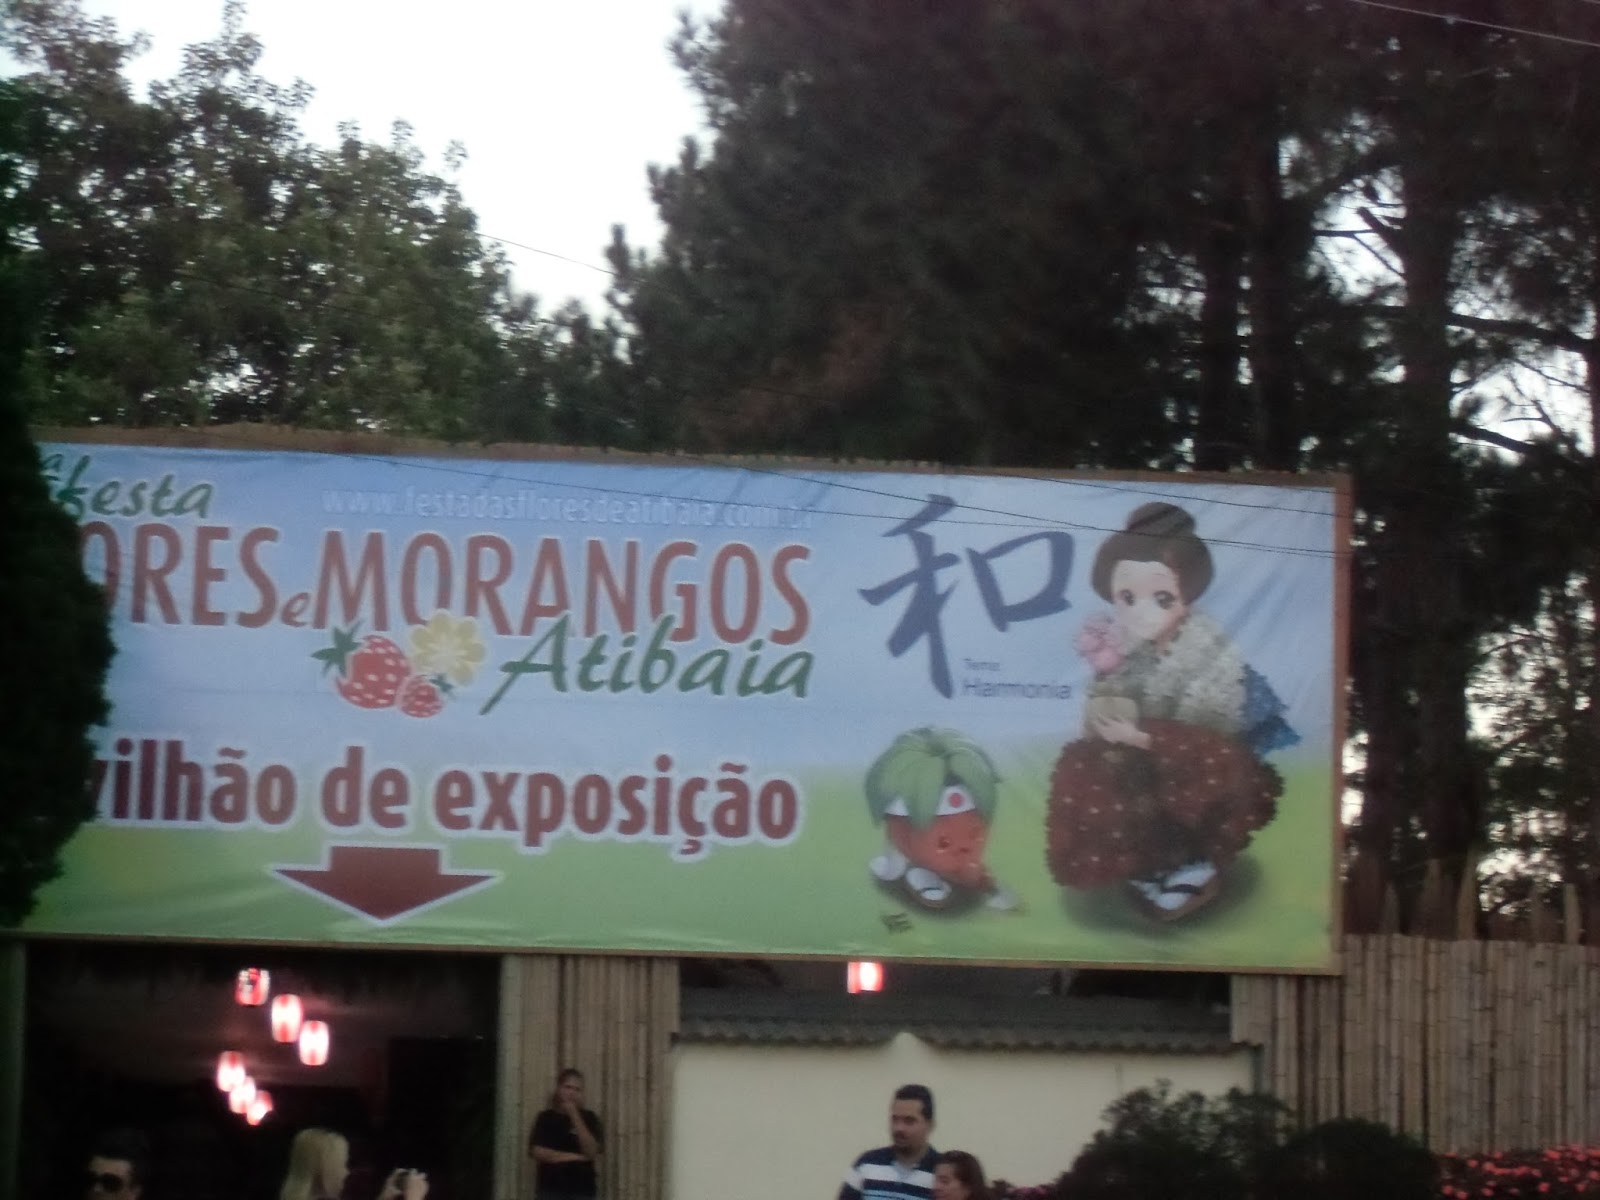 festa
www.festadasfloresdeatibaia.com.br
ORES e MORANGOS
Atibaia
和
Tema:
Harmonia
vilhão de exposição